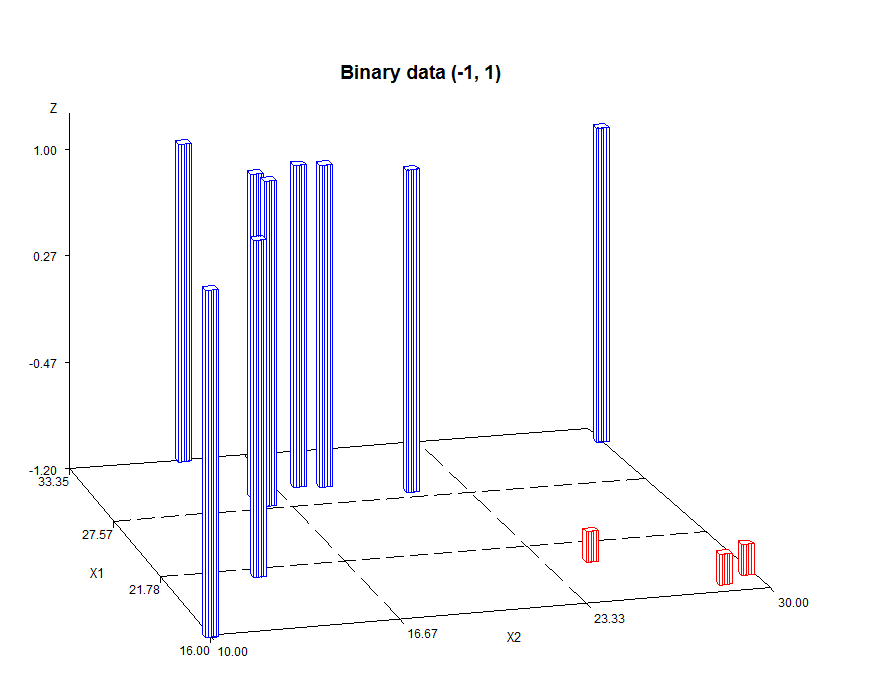 Binary data (-1, 1)
Z
1.00
0.27
-0.47
-1.20
33.35
27.57
X1
21.78
16.00 10.00
16.67
X2
23.33
30.00